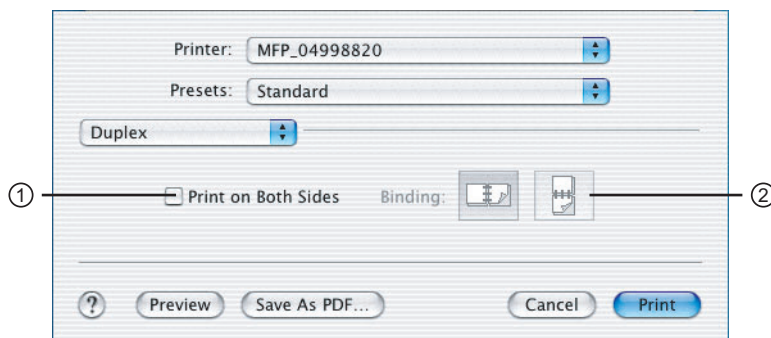 Printer: MFP_04998820
Presets: Standard
Duplex
① Print on Both Sides Binding: ②
? Preview Save As PDF... Cancel Print